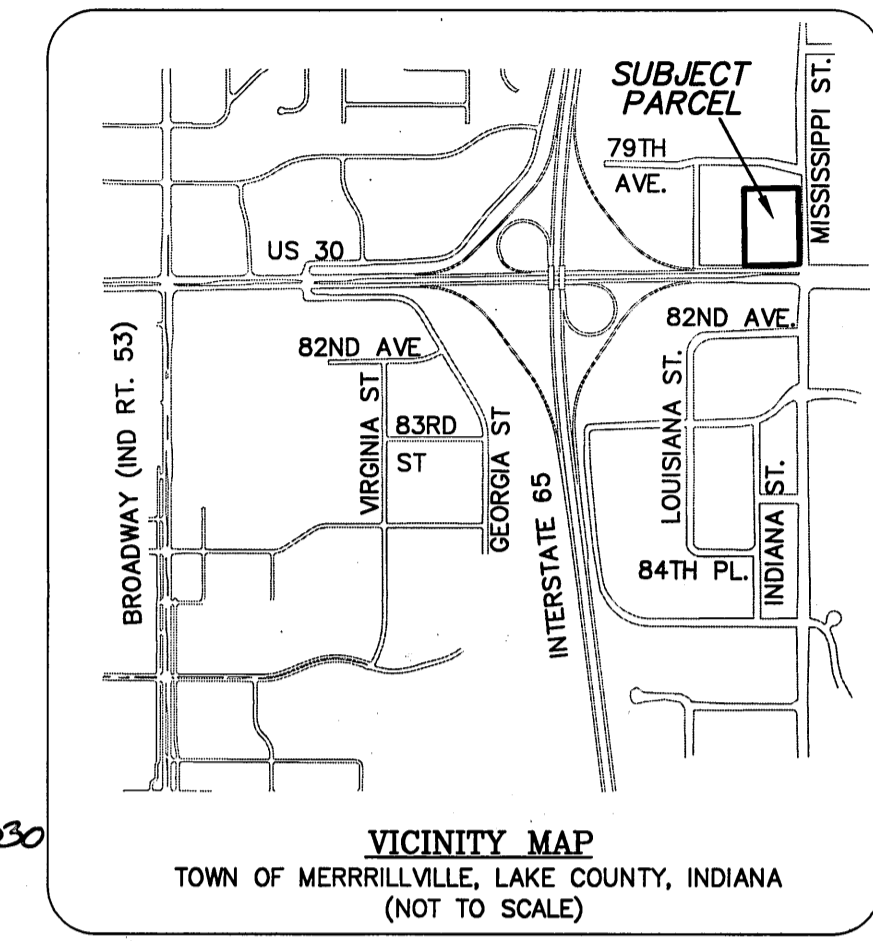 SUBJECT
PARCEL
MISSISSIPPI ST.
79TH
AVE.
US 30
82ND AVE.
82ND AVE
BROADWAY (IND RT. 53)
VIRGINIA ST
83RD
ST
GEORGIA ST
INTERSTATE 65
LOUISIANA ST.
INDIANA ST.
84TH PL.
30
VICINITY MAP
TOWN OF MERRRILLVILLE, LAKE COUNTY, INDIANA
(NOT TO SCALE)